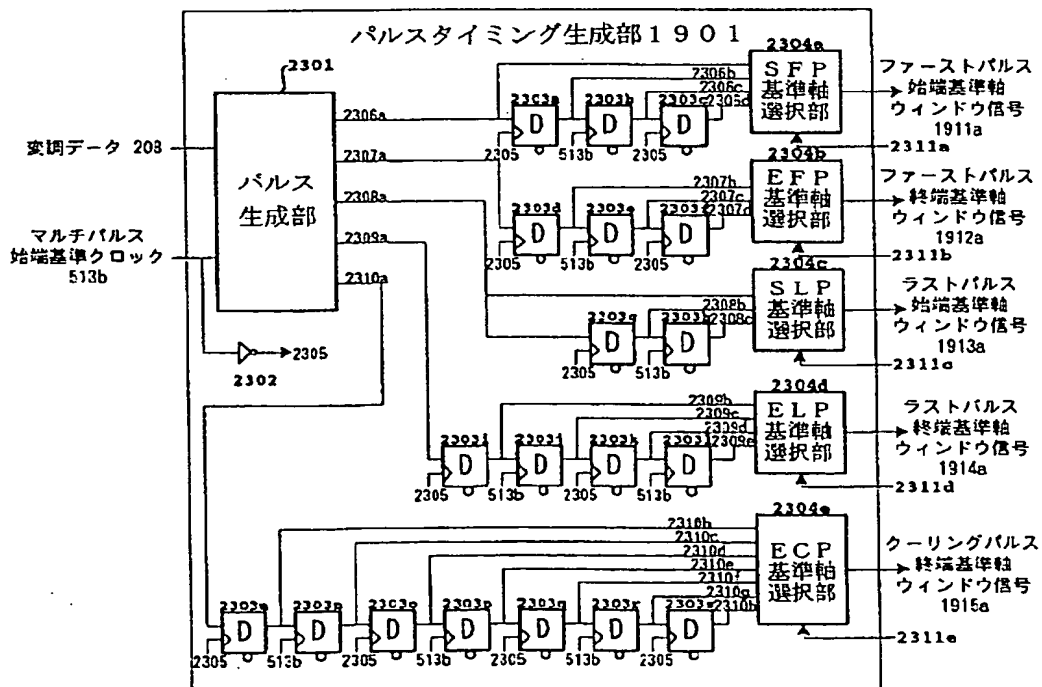 パルスタイミング生成部1901
2301
変調データ 203
パルス
生成部
マルチパルス
始端基準クロック
513b
2302
2305
2306a
2307a
2308a
2309a
2310a
2303a
2303b
2303c
D
D
D
2305
513b
2305
2306b
2306c
2306d
2304a
SFP
基準軸
選択部
2311a
ファーストパルス
始端基準軸
ウィンドウ信号
1911a
2303d
2303e
2303f
D
D
D
2305
513b
2305
2307b
2307c
2307d
2304b
EFP
基準軸
選択部
2311b
ファーストパルス
終端基準軸
ウィンドウ信号
1912a
D
D
2305
513b
2308b
2308c
2304c
SLP
基準軸
選択部
2311c
ラストパルス
始端基準軸
ウィンドウ信号
1913a
D
D
D
D
2305
513b
2305
513b
2309b
2309c
2309d
2309e
2304d
ELP
基準軸
選択部
2311d
ラストパルス
終端基準軸
ウィンドウ信号
1914a
D
D
D
D
D
D
D
2305
513b
2305
513b
2305
513b
2305
2310b
2310c
2310d
2310e
2310f
2310g
2310h
2304e
ECP
基準軸
選択部
2311e
クーリングパルス
終端基準軸
ウィンドウ信号
1915a